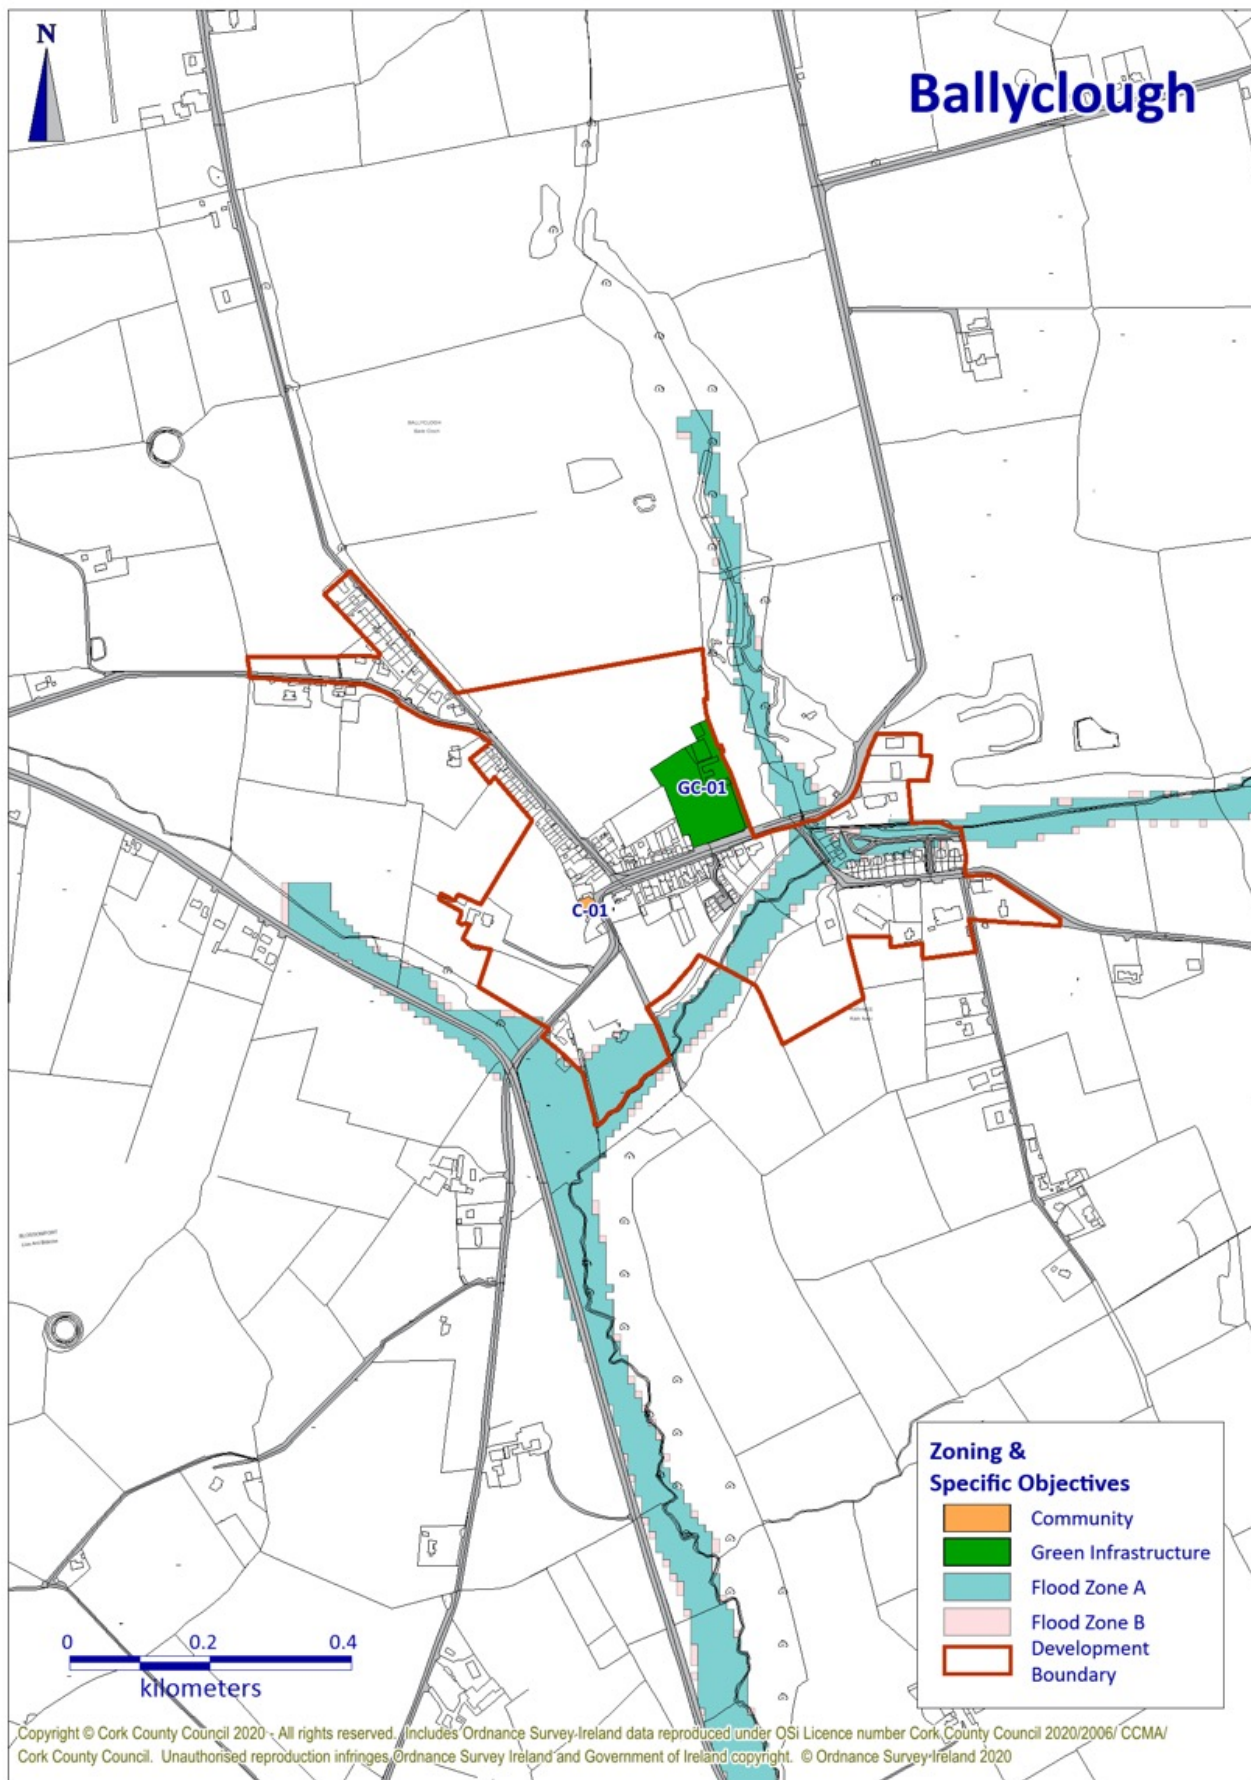 N
Ballyclough
BALLYCLOUGH
GC-01
C-01
Zoning &
Specific Objectives
Community
Green Infrastructure
Flood Zone A
Flood Zone B
Development
Boundary
0 0.2 0.4
kilometers
Copyright © Cork County Council 2020 - All rights reserved. Includes Ordnance Survey Ireland data reproduced under OSi Licence number Cork County Council 2020/2006/ CCMA/
Cork County Council. Unauthorised reproduction infringes Ordnance Survey Ireland and Government of Ireland copyright. © Ordnance Survey Ireland 2020